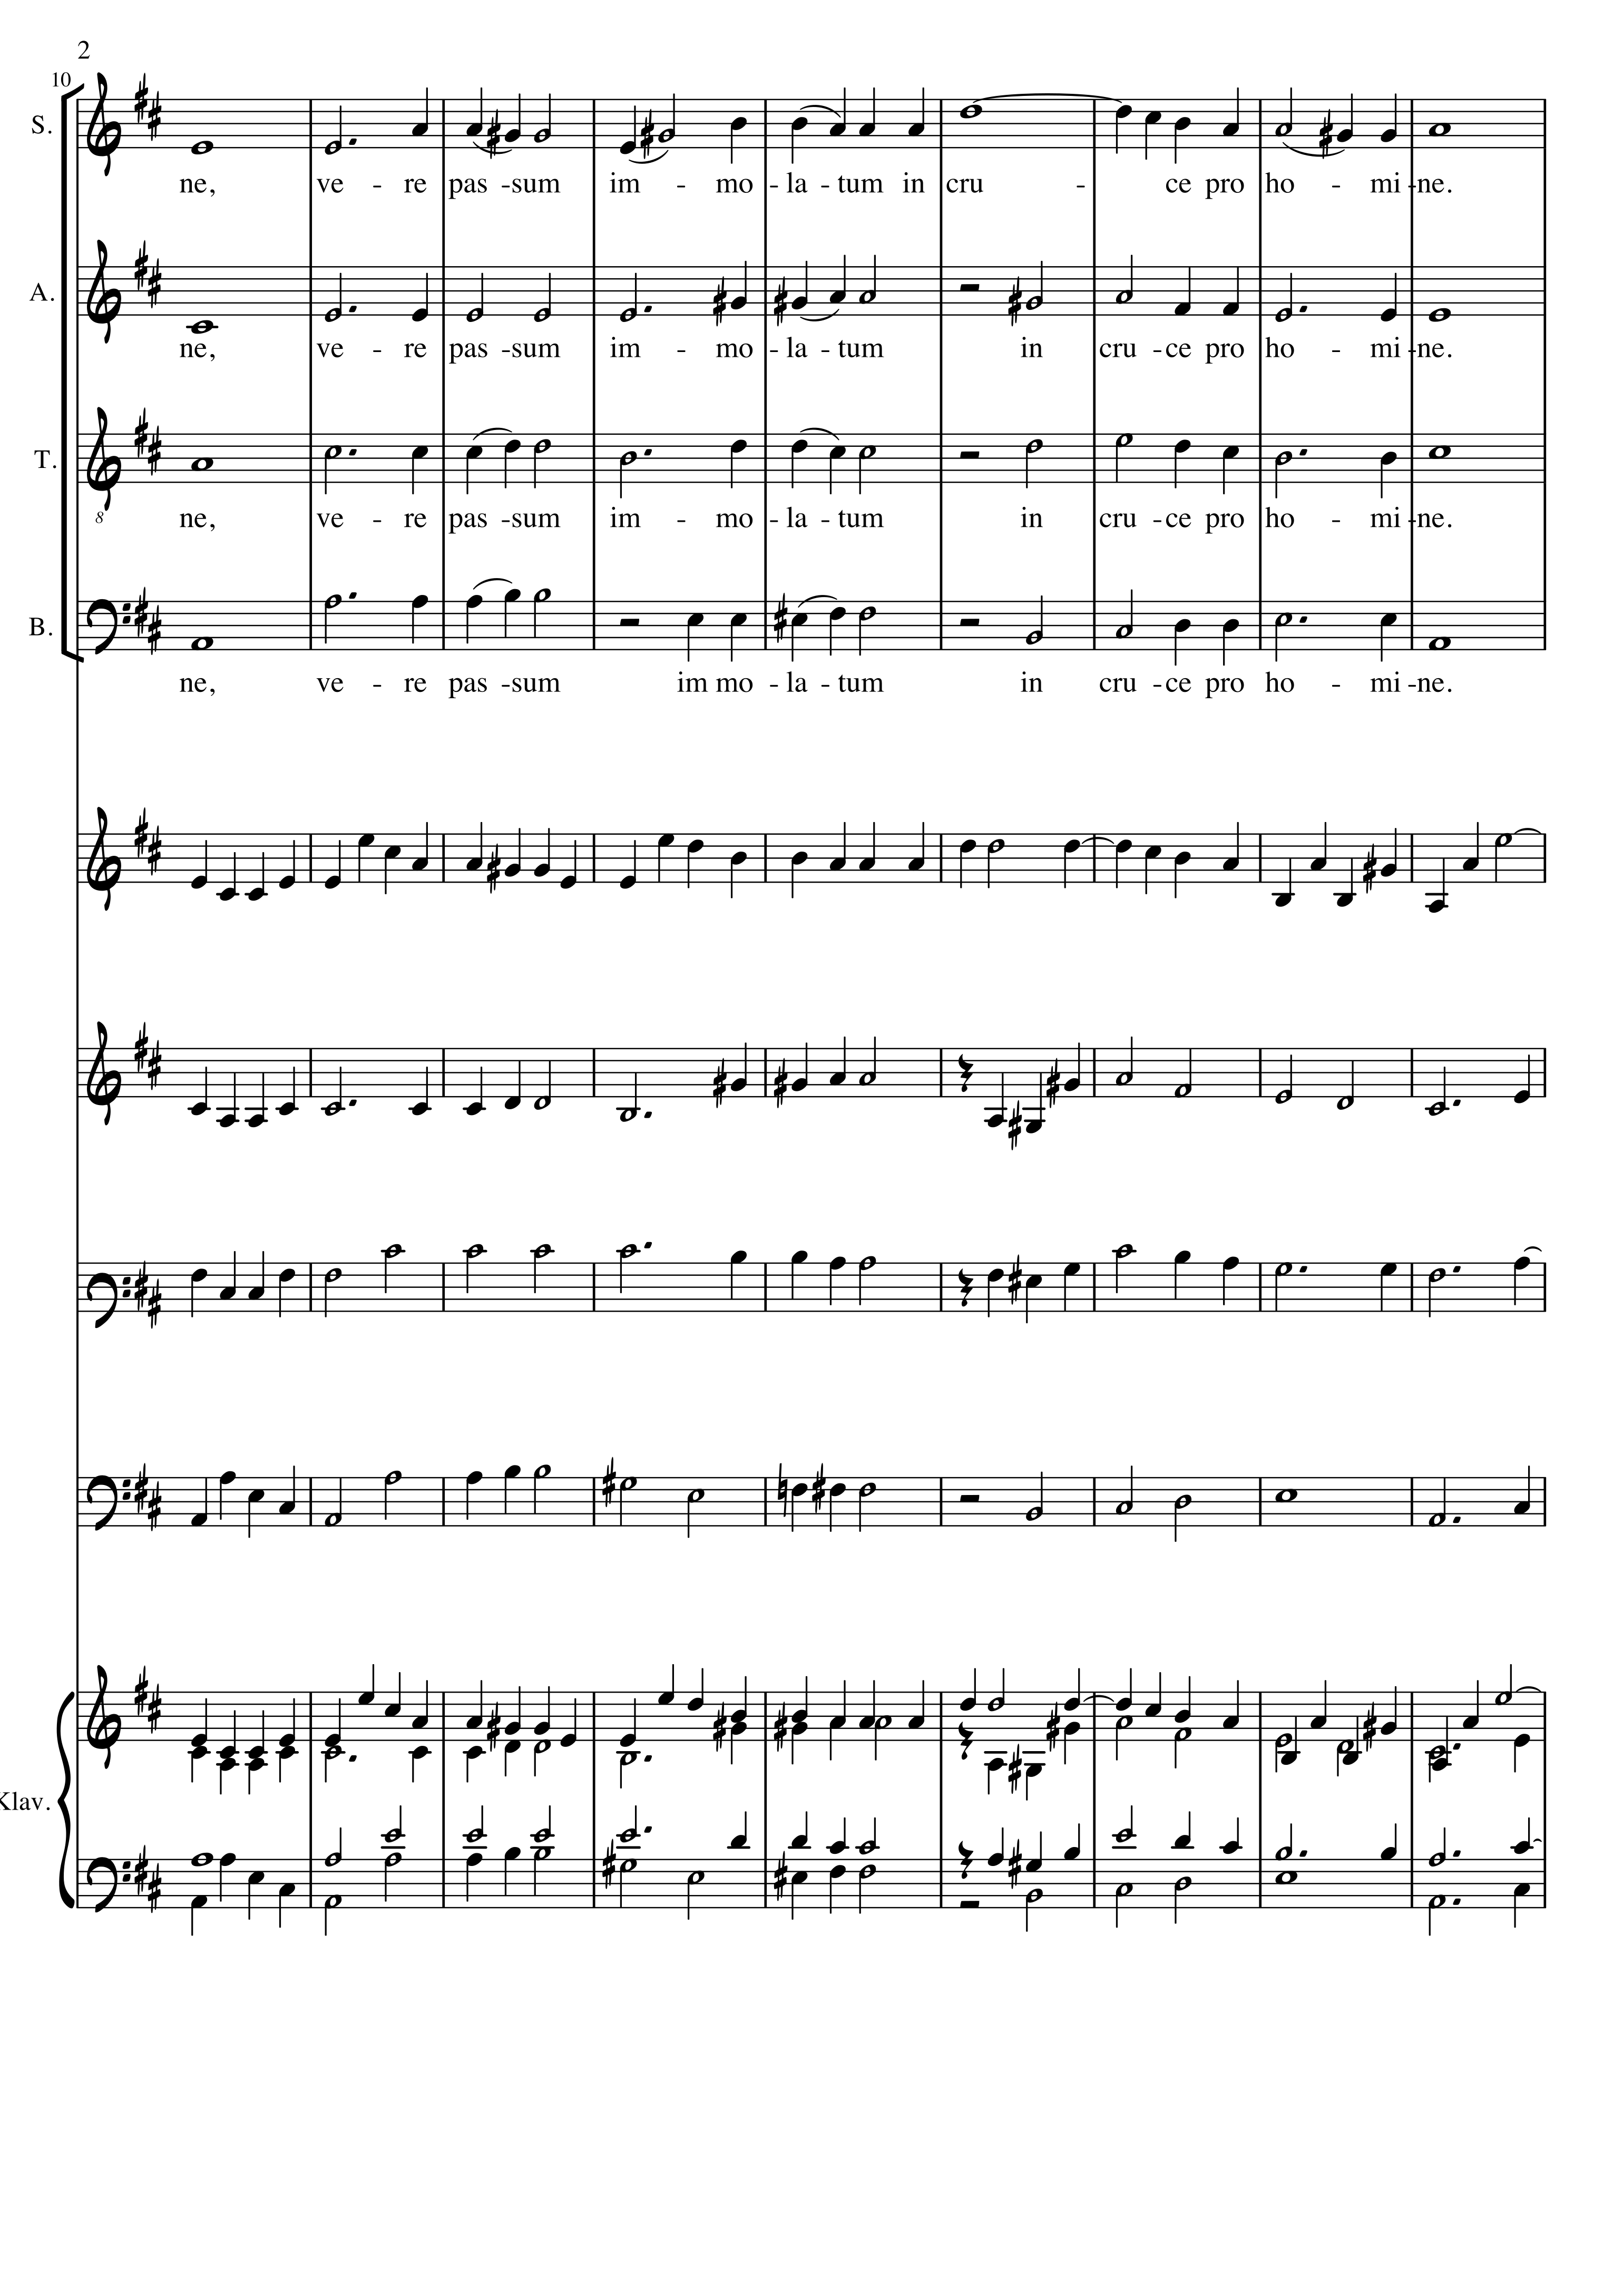 2
10
S.
ne, ve - re pas - sum im - mo - la - tum in cru - ce pro ho - mi - ne.
A.
ne, ve - re pas - sum im - mo - la - tum in cru - ce pro ho - mi - ne.
T.
8
ne, ve - re pas - sum im - mo - la - tum in cru - ce pro ho - mi - ne.
B.
ne, ve - re pas - sum im mo - la - tum in cru - ce pro ho - mi - ne.
Klav.